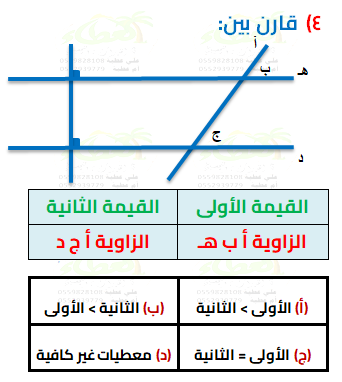 ٤) قارن بين:
أ
ب
هـ
ج
د
القيمة الأولى القيمة الثانية
الزاوية أ ب هـ الزاوية أ ج د
(أ) الأولى > الثانية (ب) الثانية > الأولى
(ج) الأولى = الثانية (د) معطيات غير كافية